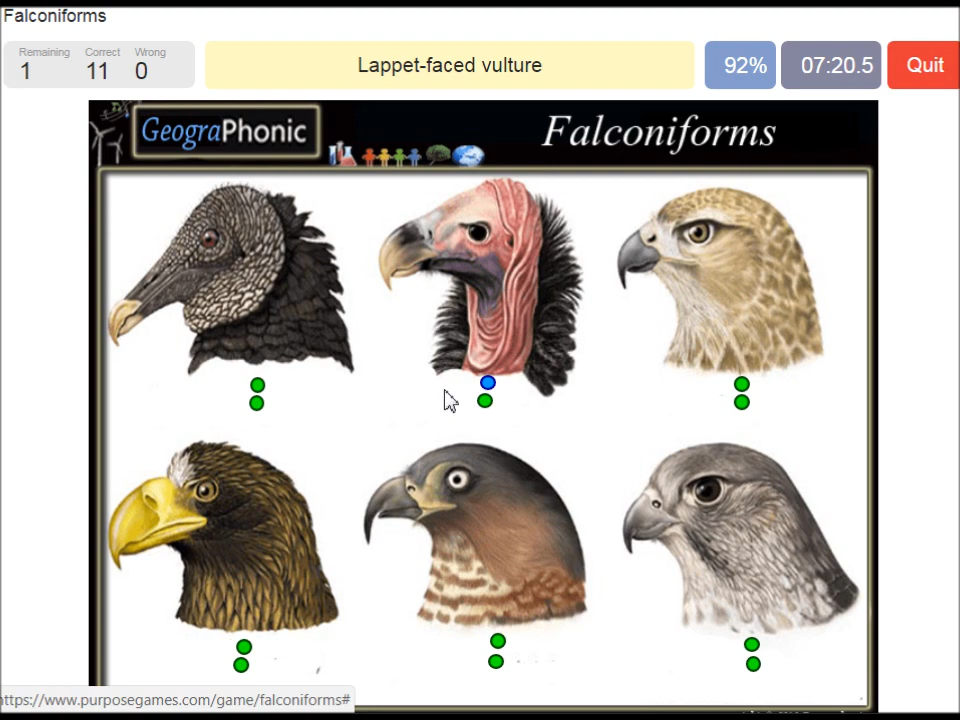 Falconiforms
Remaining Correct Wrong
1 11 0
Lappet-faced vulture
92%
07:20.5
Quit
GeograPhonic
Falconiforms
https://www.purposegames.com/game/falconiforms#